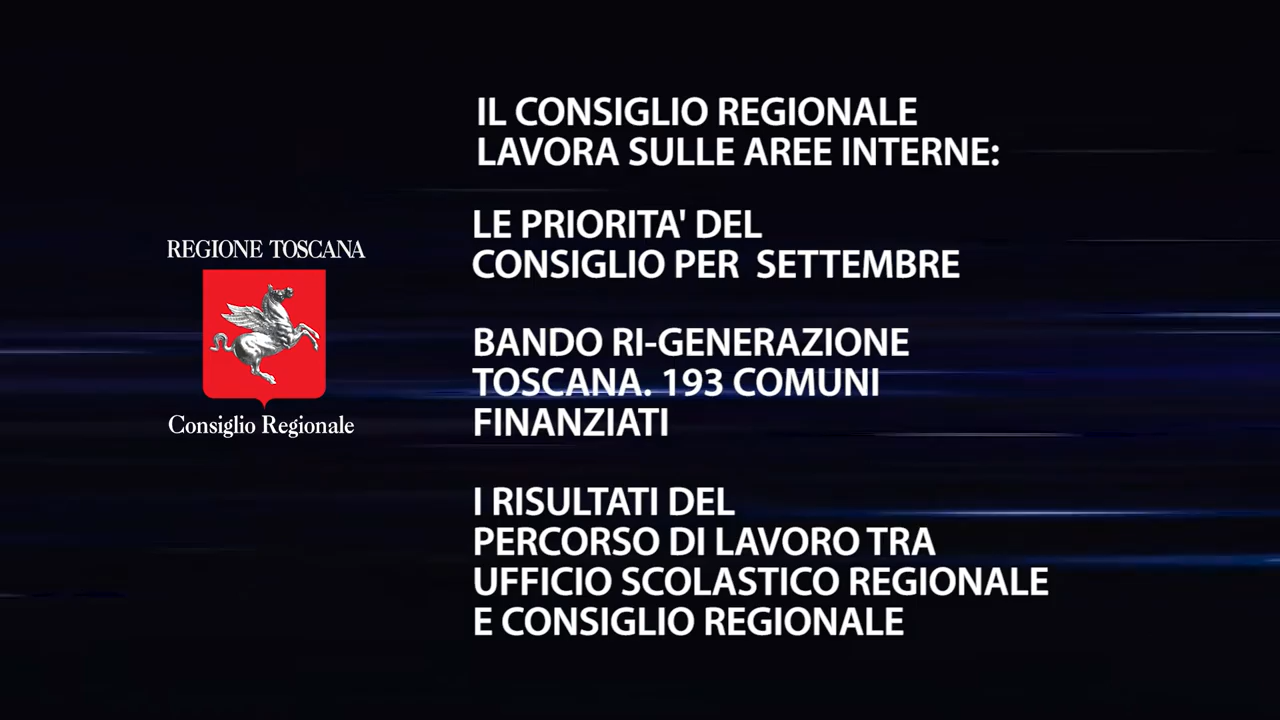 REGIONE TOSCANA
Consiglio Regionale
IL CONSIGLIO REGIONALE
LAVORA SULLE AREE INTERNE:
LE PRIORITA' DEL
CONSIGLIO PER SETTEMBRE
BANDO RI-GENERAZIONE
TOSCANA. 193 COMUNI
FINANZIATI
I RISULTATI DEL
PERCORSO DI LAVORO TRA
UFFICIO SCOLASTICO REGIONALE
E CONSIGLIO REGIONALE